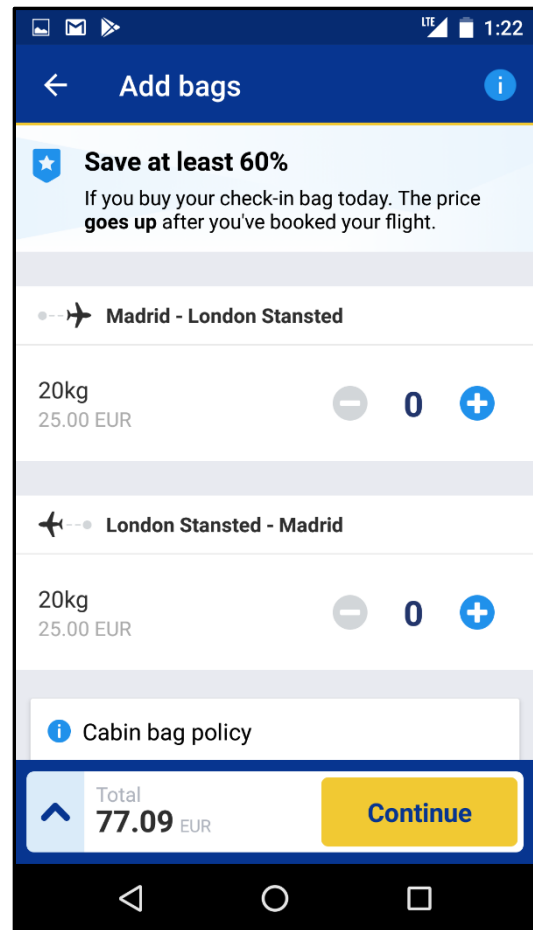 LTE 1:22
Add bags
Save at least 60%
If you buy your check-in bag today. The price
goes up after you've booked your flight.
Madrid - London Stansted
20kg
25.00 EUR
0
London Stansted - Madrid
20kg
25.00 EUR
0
Cabin bag policy
Total
77.09 EUR
Continue